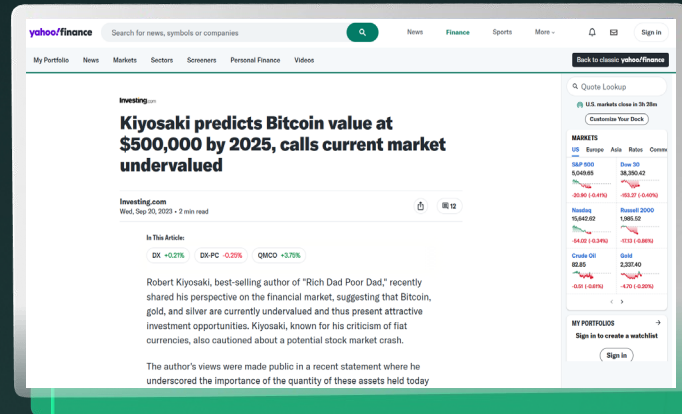 yahoo!finance
Search for news, symbols or companies
News Finance Sports More
Sign in
My Portfolio News Markets Sectors Screeners Personal Finance Videos
Back to classic yahoo!finance
Investing.com
Kiyosaki predicts Bitcoin value at
$500,000 by 2025, calls current market
undervalued
Investing.com
Wed, Sep 20, 2023 • 2 min read
12
In This Article:
DX +0.21% DX-PC -0.25% QMCO +3.75%
Robert Kiyosaki, best-selling author of "Rich Dad Poor Dad," recently
shared his perspective on the financial market, suggesting that Bitcoin,
gold, and silver are currently undervalued and thus present attractive
investment opportunities. Kiyosaki, known for his criticism of fiat
currencies, also cautioned about a potential stock market crash.
The author's views were made public in a recent statement where he
underscored the importance of the quantity of these assets held today
Quote Lookup
U.S. markets close in 3h 28m
Customize Your Dock
MARKETS
US Europe Asia Rates Comm
S&P 500 Dow 30
5,049.65 38,350.42
-20.90 (-0.41%) -153.27 (-0.40%)
Nasdaq Russell 2000
15,642.62 1,985.52
-54.02 (-0.34%) -17.13 (-0.86%)
Crude Oil Gold
82.85 2,337.40
-0.51 (-0.61%) -4.70 (-0.20%)
MY PORTFOLIOS
Sign in to create a watchlist
Sign in